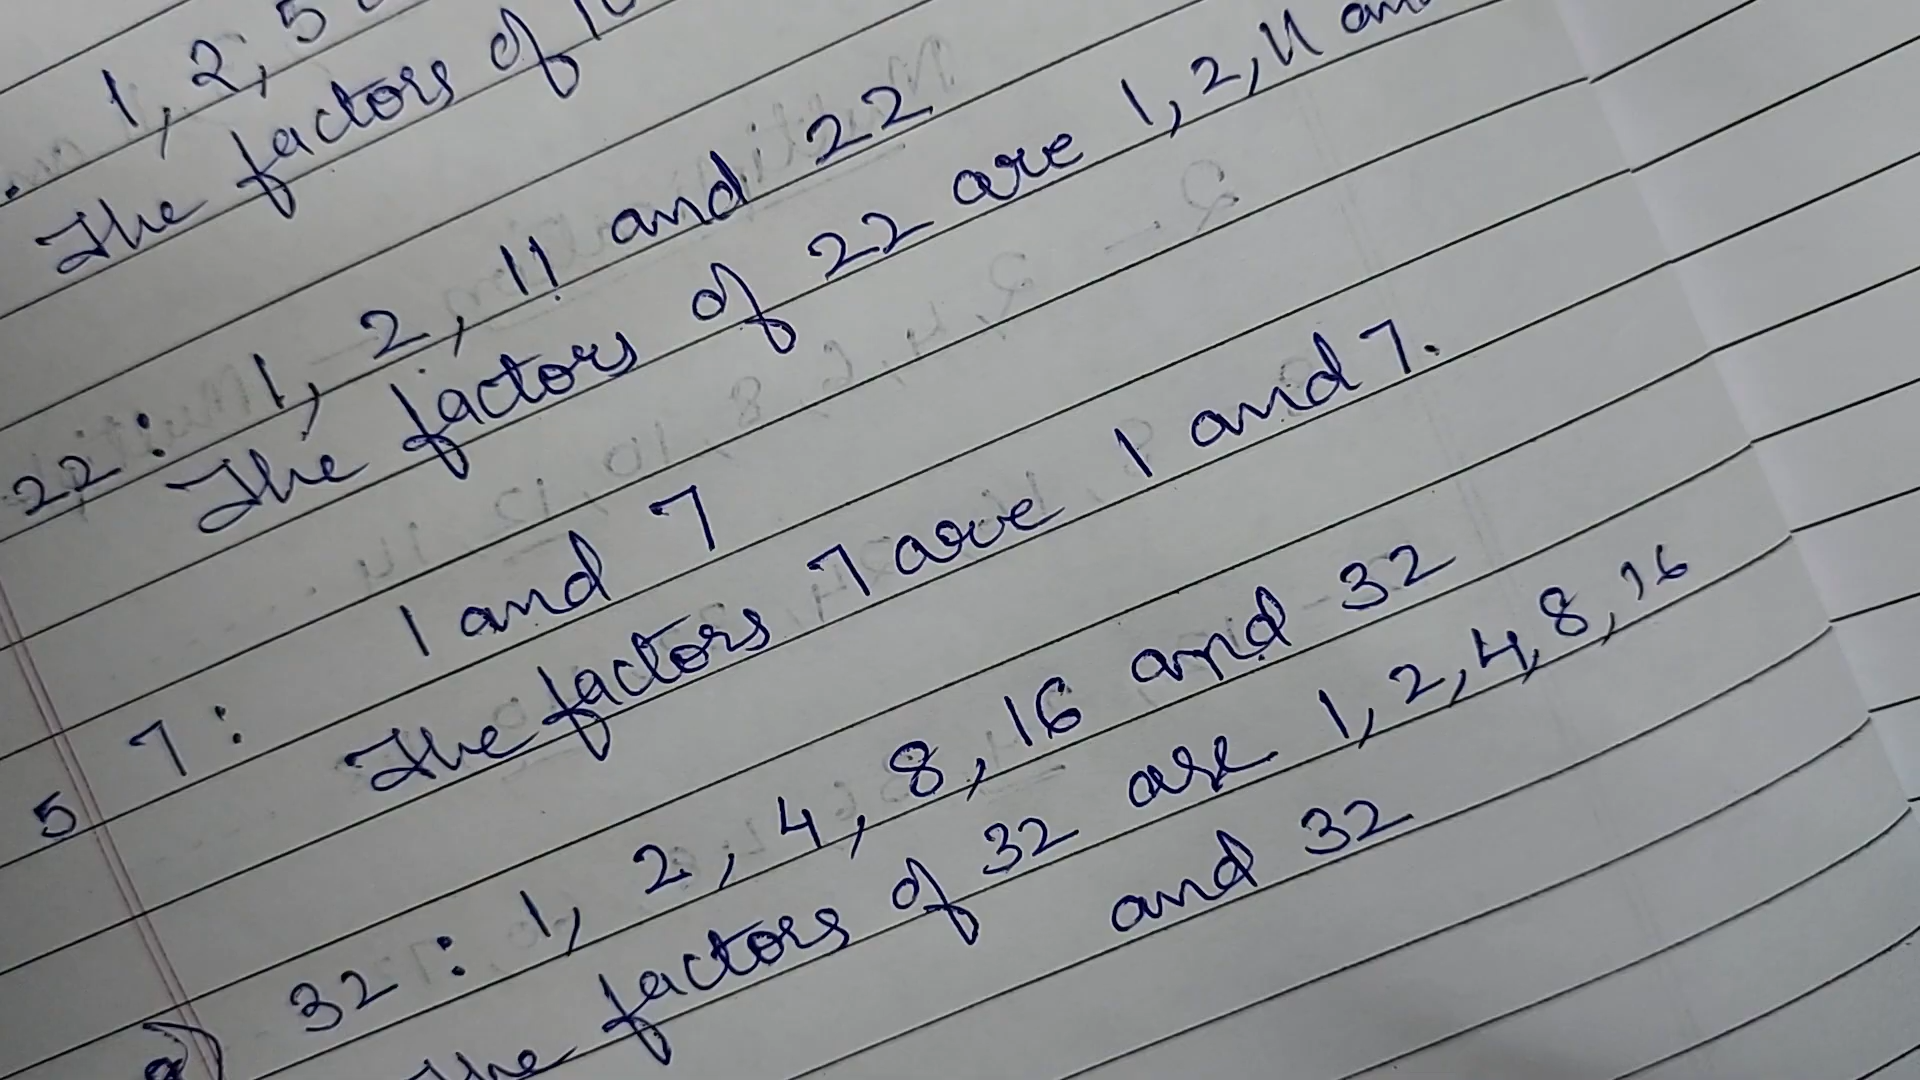 1, 2, 5
The factors of
22 : 1, 2, 11 and 22
The factors of 22 are 1, 2, 11 and
7 : 1 and 7
5 The factors 7 are 1 and 7.
32 : 1, 2, 4, 8, 16 and 32
The factors of 32 are 1, 2, 4, 8, 16
and 32